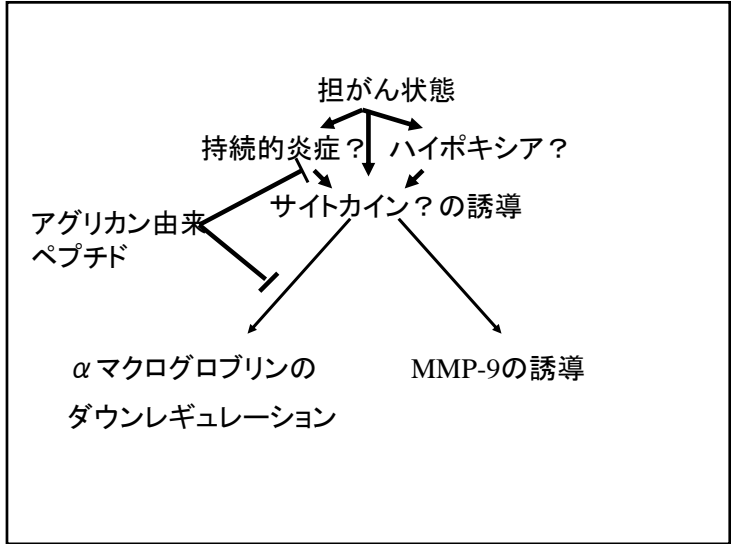 担がん状態
持続的炎症？ ハイポキシア？
サイトカイン？の誘導
アグリカン由来
ペプチド
αマクログロブリンの
ダウンレギュレーション
MMP-9の誘導